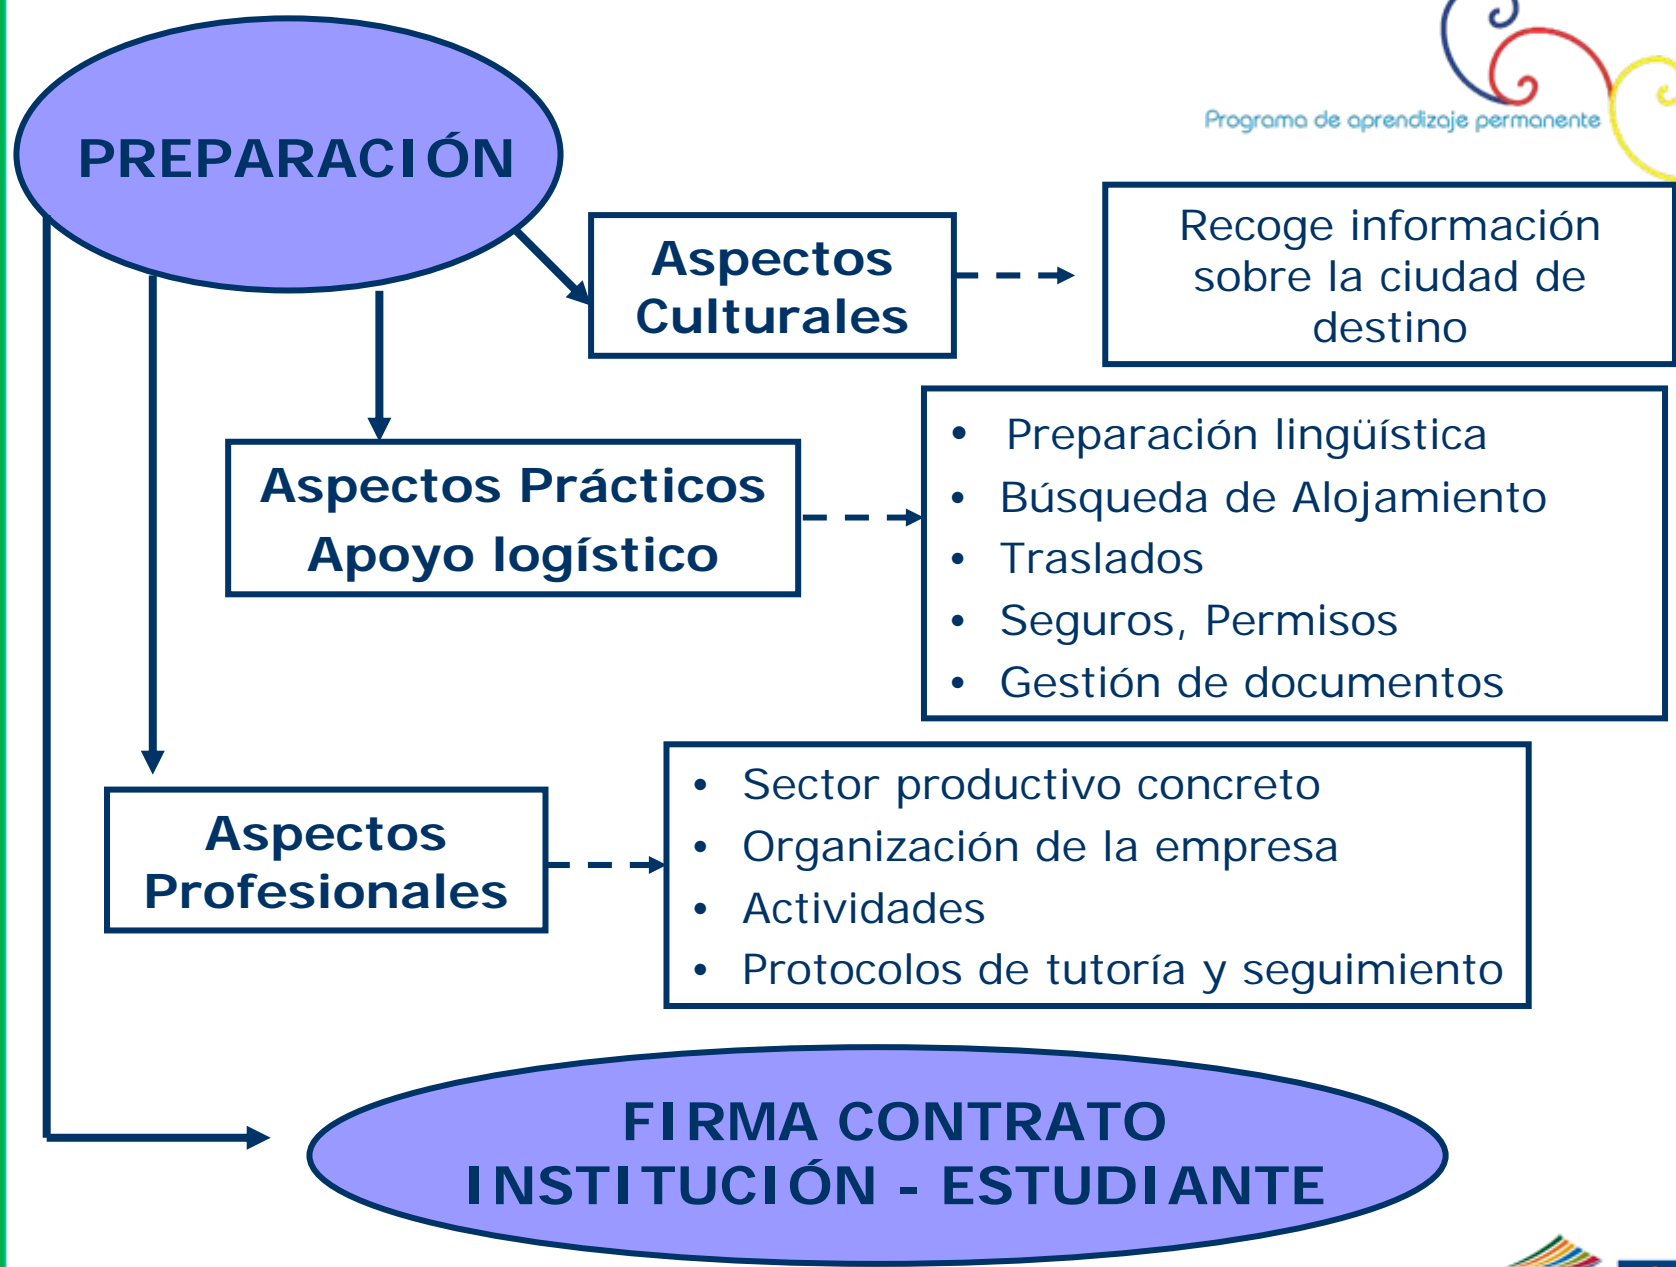 Programa de aprendizaje permanente
PREPARACIÓN
Aspectos
Culturales
Recoge información
sobre la ciudad de
destino
Aspectos Prácticos
Apoyo logístico
• Preparación lingüística
• Búsqueda de Alojamiento
• Traslados
• Seguros, Permisos
• Gestión de documentos
Aspectos
Profesionales
• Sector productivo concreto
• Organización de la empresa
• Actividades
• Protocolos de tutoría y seguimiento
FIRMA CONTRATO
INSTITUCIÓN - ESTUDIANTE